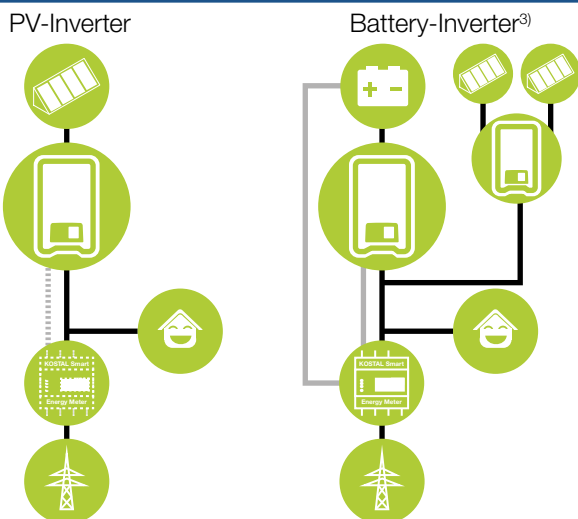 PV-Inverter
Battery-Inverter³⁾
KOSTAL Smart
Energy Meter
KOSTAL Smart
Energy Meter